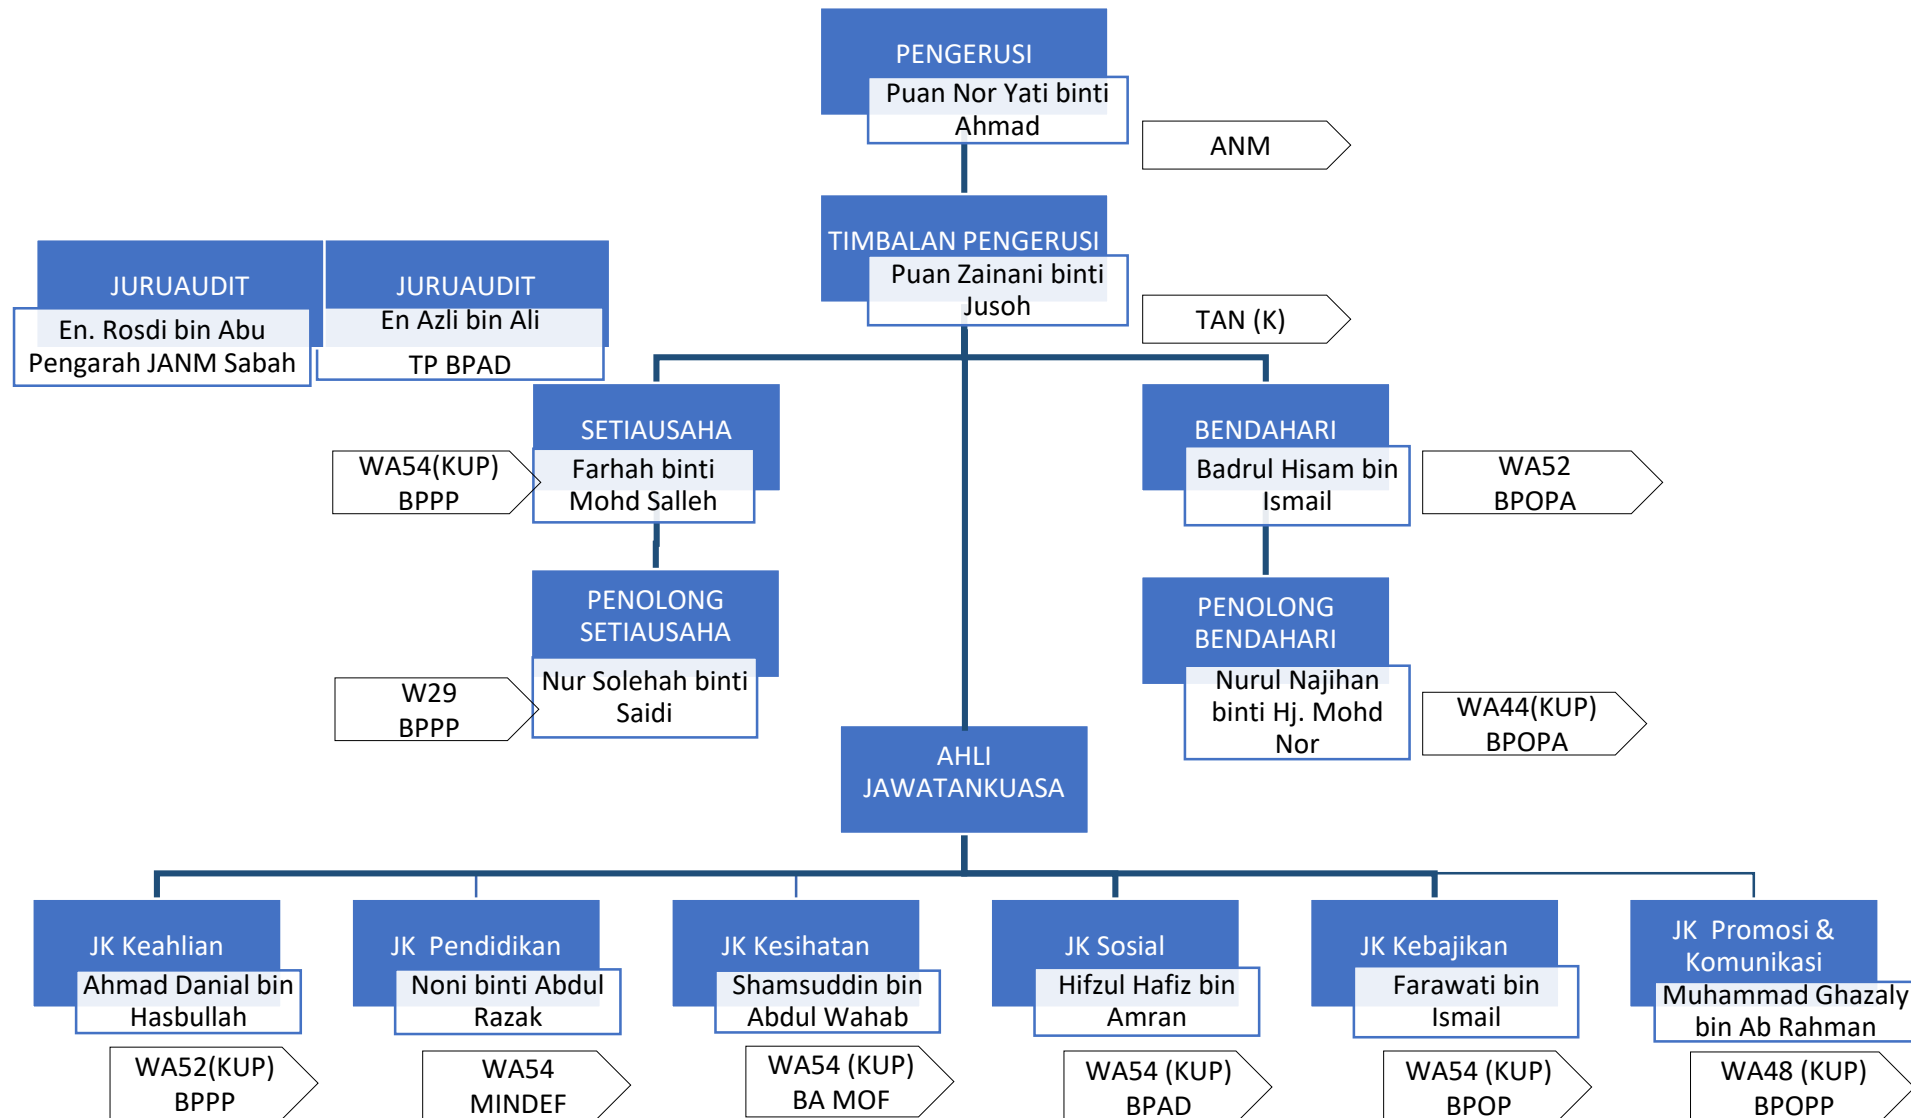 PENGERUSI
Puan Nor Yati binti
Ahmad
ANM
TIMBALAN PENGERUSI
Puan Zainani binti
Jusoh
TAN (K)
JURUAUDIT
En. Rosdi bin Abu
Pengarah JANM Sabah
JURUAUDIT
En Azli bin Ali
TP BPAD
SETIAUSAHA
Farhah binti
Mohd Salleh
WA54(KUP)
BPPP
BENDAHARI
Badrul Hisam bin
Ismail
WA52
BPOPA
PENOLONG
SETIAUSAHA
Nur Solehah binti
Saidi
W29
BPPP
PENOLONG
BENDAHARI
Nurul Najihan
binti Hj. Mohd
Nor
WA44(KUP)
BPOPA
AHLI
JAWATANKUASA
JK Keahlian
Ahmad Danial bin
Hasbullah
WA52(KUP)
BPPP
JK  Pendidikan
Noni binti Abdul
Razak
WA54
MINDEF
JK Kesihatan
Shamsuddin bin
Abdul Wahab
WA54 (KUP)
BA MOF
JK Sosial
Hifzul Hafiz bin
Amran
WA54 (KUP)
BPAD
JK Kebajikan
Farawati bin
Ismail
WA54 (KUP)
BPOP
JK  Promosi &
Komunikasi
Muhammad Ghazaly
bin Ab Rahman
WA48 (KUP)
BPOPP